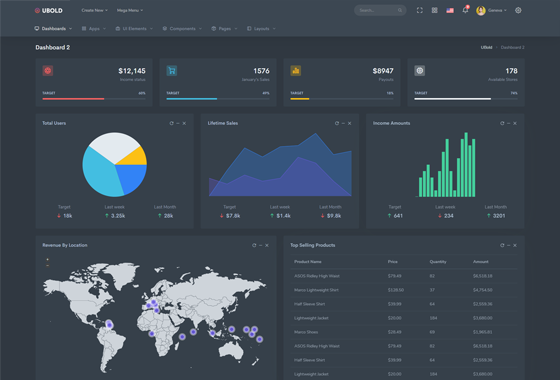 UBOLD
Create New
Mega Menu
Search...
Geneva
Dashboards
Apps
UI Elements
Components
Pages
Layouts
Dashboard 2
UBold
Dashboard 2
$12,145
Income status
TARGET
60%
1576
January's Sales
TARGET
49%
$8947
Payouts
TARGET
18%
178
Available Stores
TARGET
74%
Total Users
Target
Last week
Last Month
18k
3.25k
28k
Lifetime Sales
Target
Last week
Last Month
$7.8k
$1.4k
$9.8k
Income Amounts
Target
Last week
Last Month
641
234
3201
Revenue By Location
+
-
Top Selling Products
Product Name Price Quantity Amount
ASOS Ridley High Waist $79.49 82 $6,518.18
Marco Lightweight Shirt $128.50 37 $4,754.50
Half Sleeve Shirt $39.99 64 $2,559.36
Lightweight Jacket $20.00 184 $3,680.00
Marco Shoes $28.49 69 $1,965.81
ASOS Ridley High Waist $79.49 82 $6,518.18
Half Sleeve Shirt $39.99 64 $2,559.36
Lightweight Jacket $20.00 184 $3,680.00